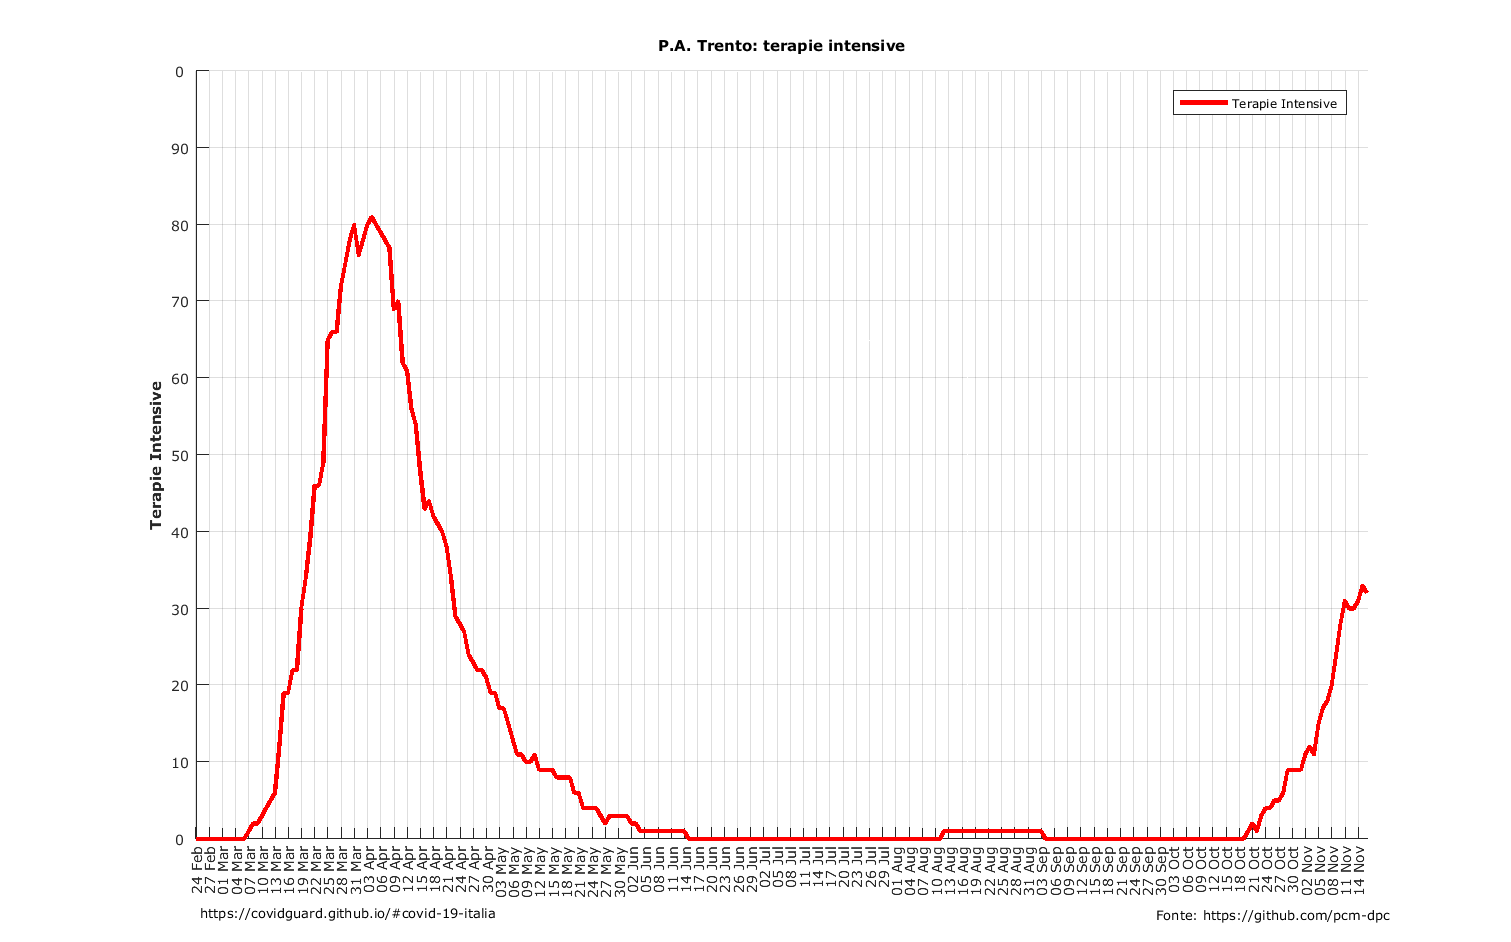 P.A. Trento: terapie intensive
Terapie Intensive
Terapie Intensive
0
90
80
70
60
50
40
30
20
10
0
24 Feb
27 Feb
01 Mar
04 Mar
07 Mar
10 Mar
13 Mar
16 Mar
19 Mar
22 Mar
25 Mar
28 Mar
31 Mar
03 Apr
06 Apr
09 Apr
12 Apr
15 Apr
18 Apr
21 Apr
24 Apr
27 Apr
30 Apr
03 May
06 May
09 May
12 May
15 May
18 May
21 May
24 May
27 May
30 May
02 Jun
05 Jun
08 Jun
11 Jun
14 Jun
17 Jun
20 Jun
23 Jun
26 Jun
29 Jun
02 Jul
05 Jul
08 Jul
11 Jul
14 Jul
17 Jul
20 Jul
23 Jul
26 Jul
29 Jul
01 Aug
04 Aug
07 Aug
10 Aug
13 Aug
16 Aug
19 Aug
22 Aug
25 Aug
28 Aug
31 Aug
03 Sep
06 Sep
09 Sep
12 Sep
15 Sep
18 Sep
21 Sep
24 Sep
27 Sep
30 Sep
03 Oct
06 Oct
09 Oct
12 Oct
15 Oct
18 Oct
21 Oct
24 Oct
27 Oct
30 Oct
02 Nov
05 Nov
08 Nov
11 Nov
14 Nov
https://covidguard.github.io/#covid-19-italia
Fonte: https://github.com/pcm-dpc